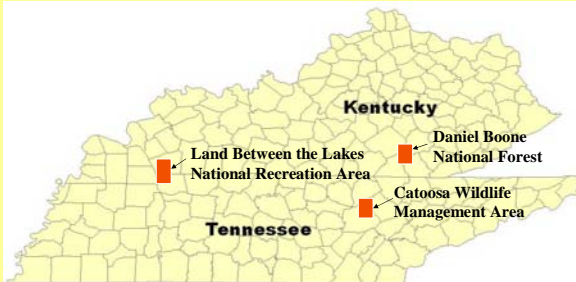 Kentucky
Daniel Boone
National Forest
Land Between the Lakes
National Recreation Area
Catoosa Wildlife
Management Area
Tennessee